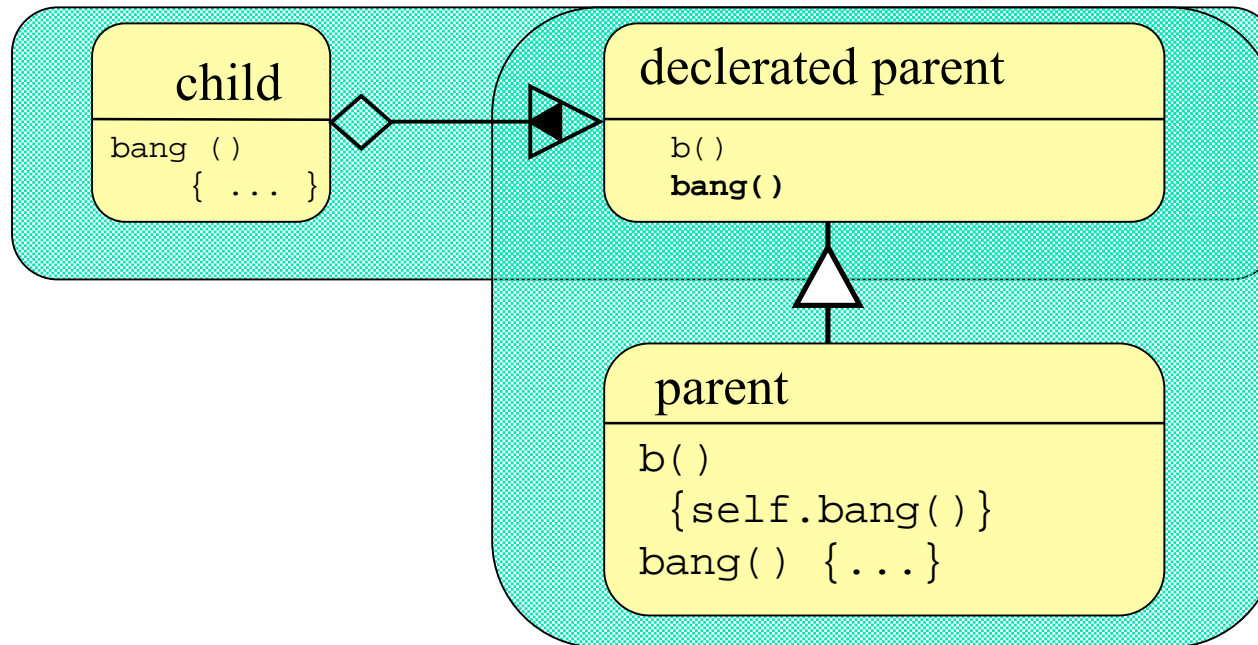 child
bang ()
{ ... }
declerated parent
b()
bang()
parent
b()
{self.bang()}
bang() {...}